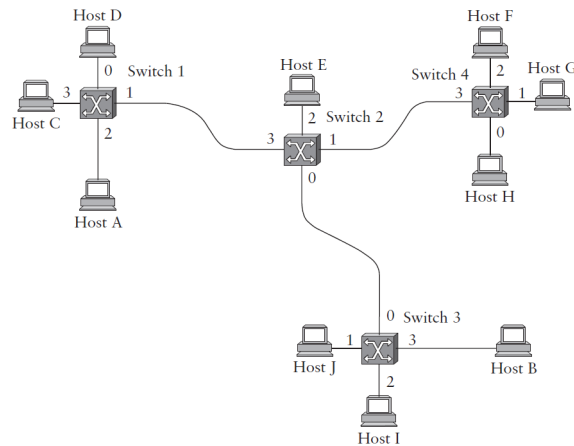 Host D
0
Switch 1
3
1
Host C
2
Host A
Host E
2
Switch 2
3
1
0
Host F
2
Switch 4
3
1
Host G
0
Host H
0
Switch 3
1
3
Host J
2
Host B
Host I